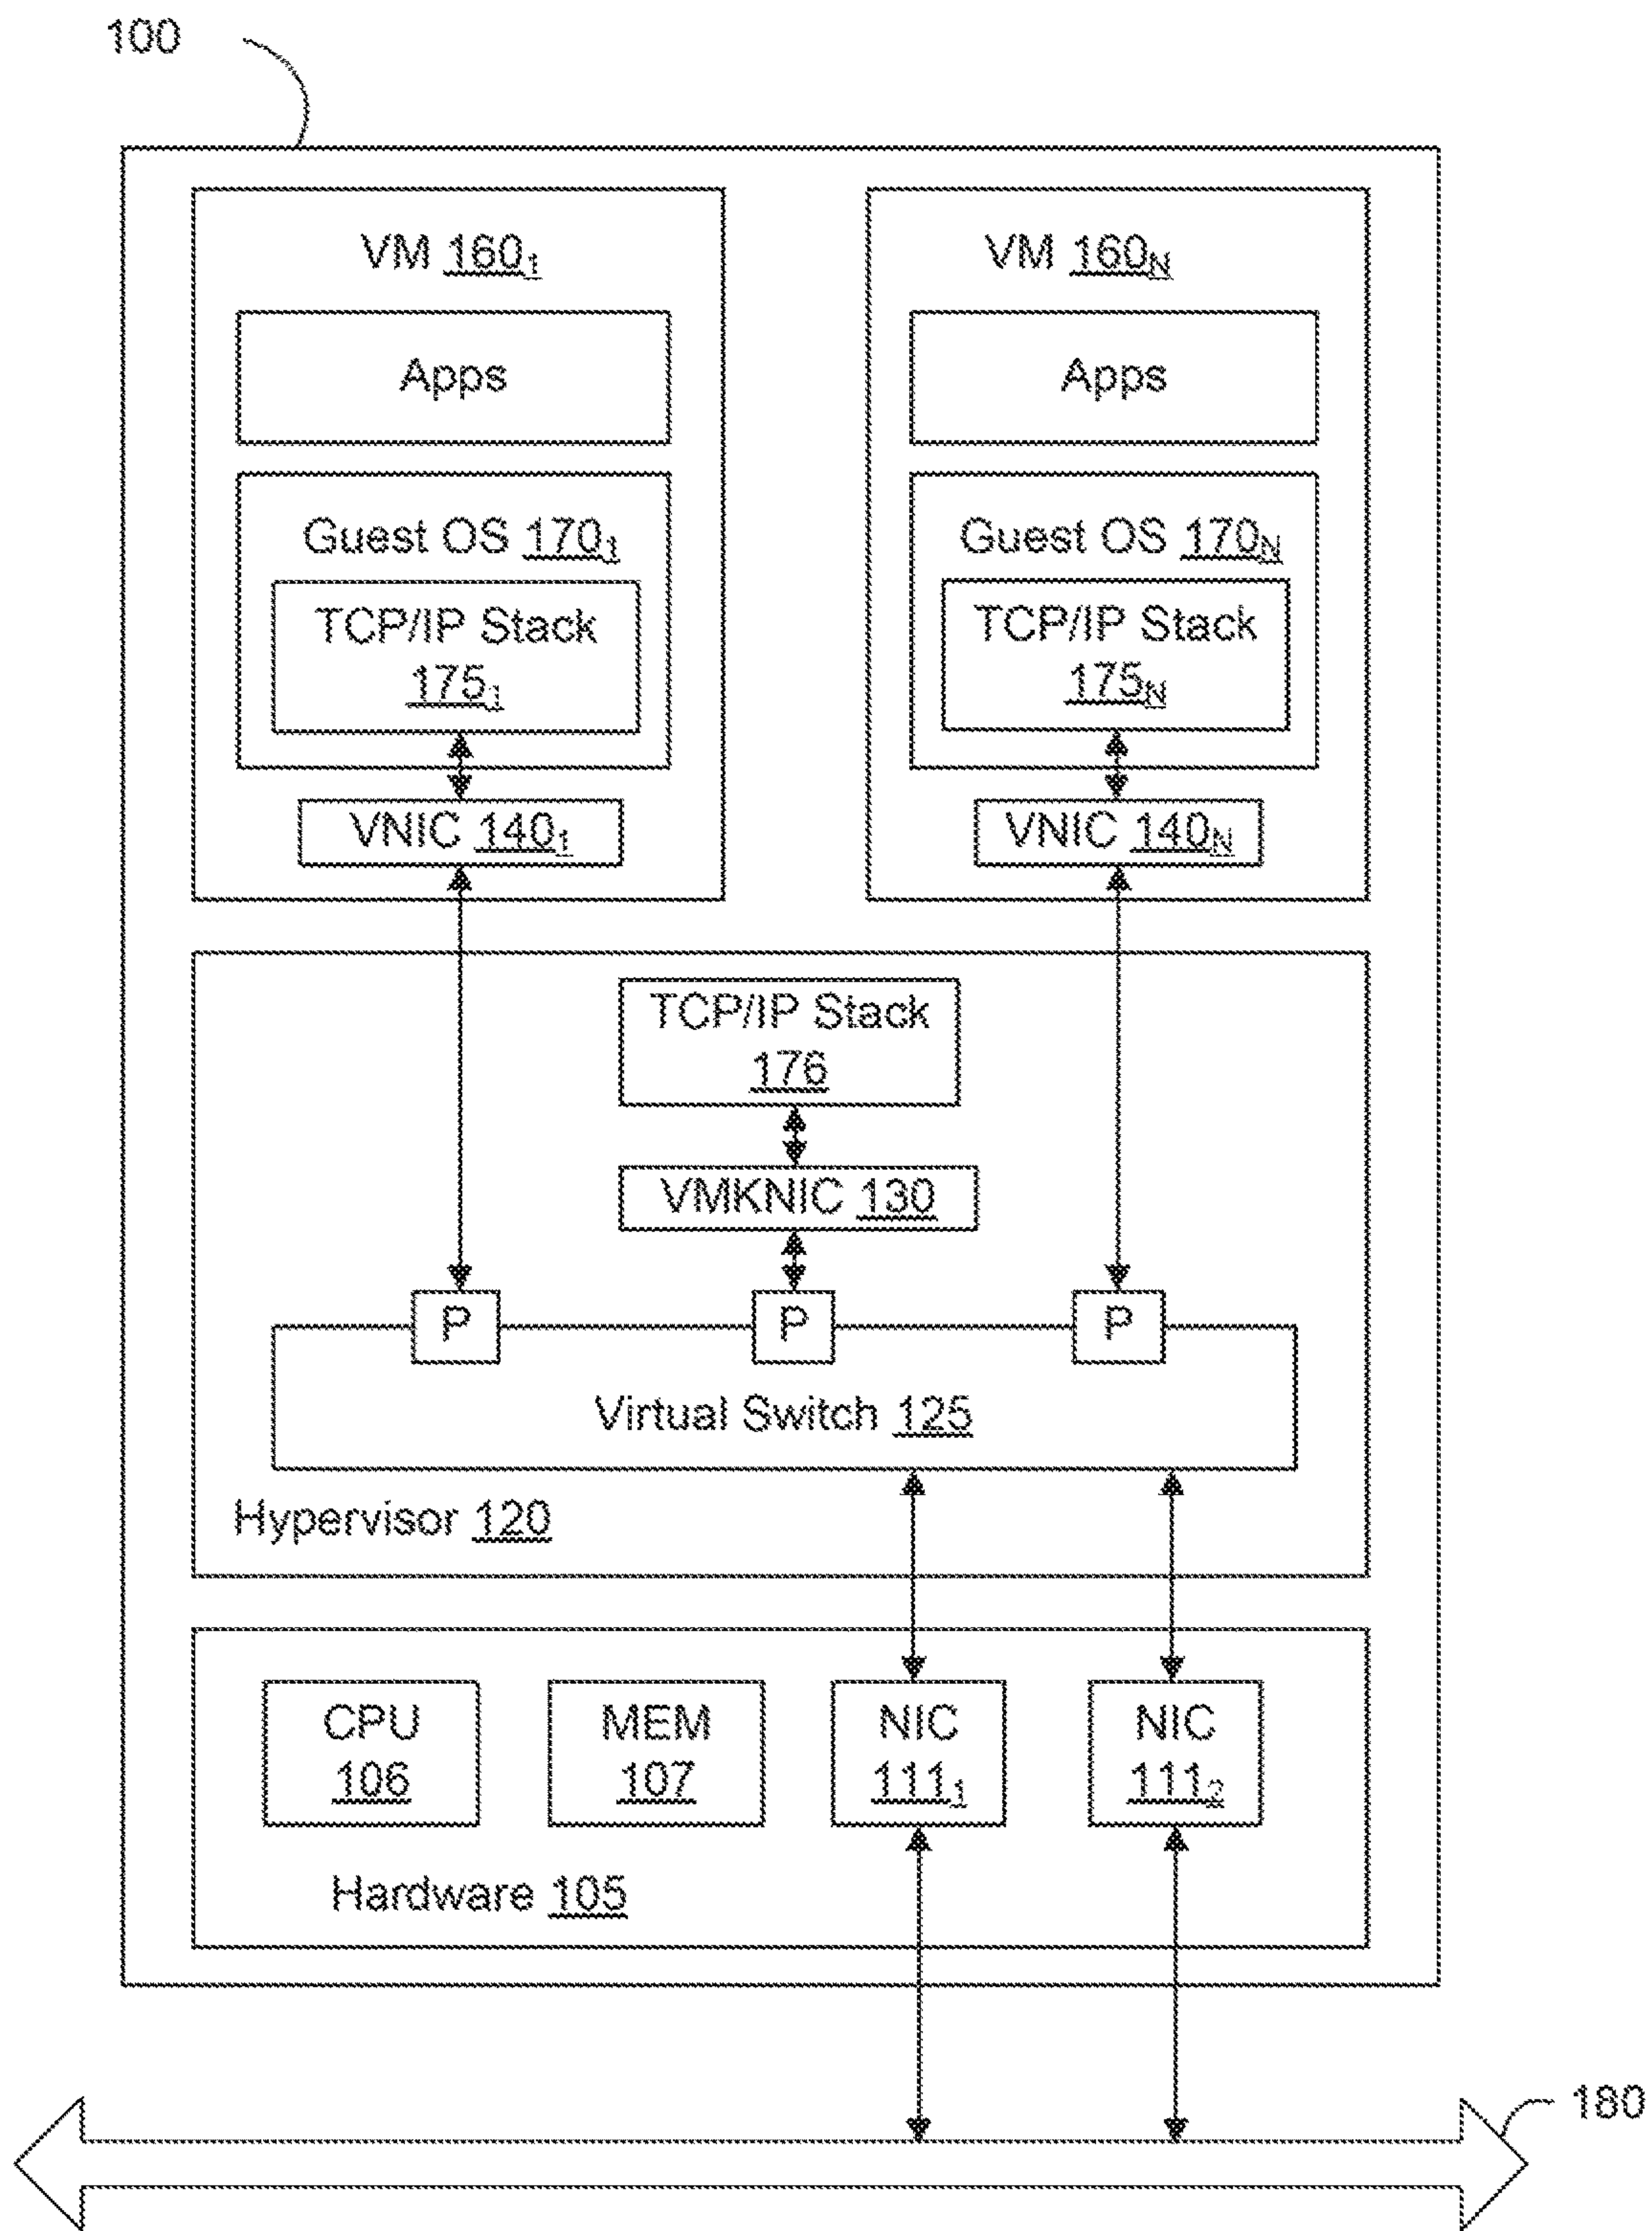 100
VM 160₁
VM 160N
Apps
Apps
Guest OS 170₁
Guest OS 170N
TCP/IP Stack
175₁
TCP/IP Stack
175N
VNIC 140₁
VNIC 140N
TCP/IP Stack
176
VMKNIC 130
P
P
P
Virtual Switch 125
Hypervisor 120
CPU
106
MEM
107
NIC
111₁
NIC
111₂
Hardware 105
180